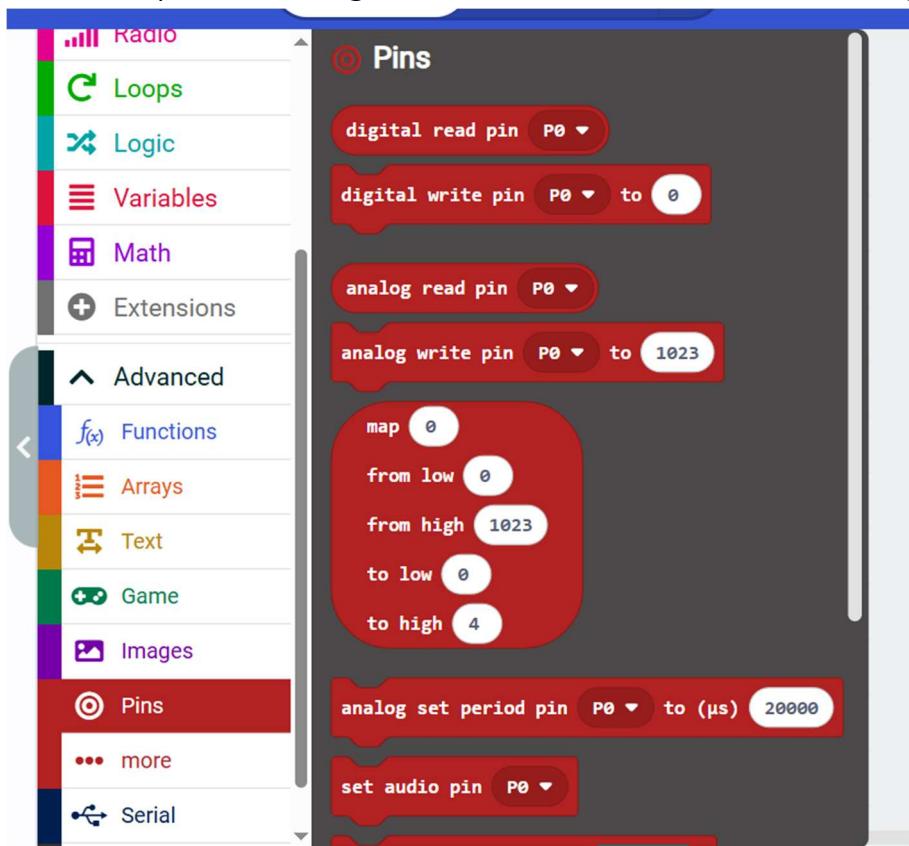 Radio
Loops
Logic
Variables
Math
Extensions
Advanced
f(x) Functions
Arrays
Text
Game
Images
Pins
more
Serial
Pins
digital read pin P0
digital write pin P0 to 0
analog read pin P0
analog write pin P0 to 1023
map 0
from low 0
from high 1023
to low 0
to high 4
analog set period pin P0 to (µs) 20000
set audio pin P0